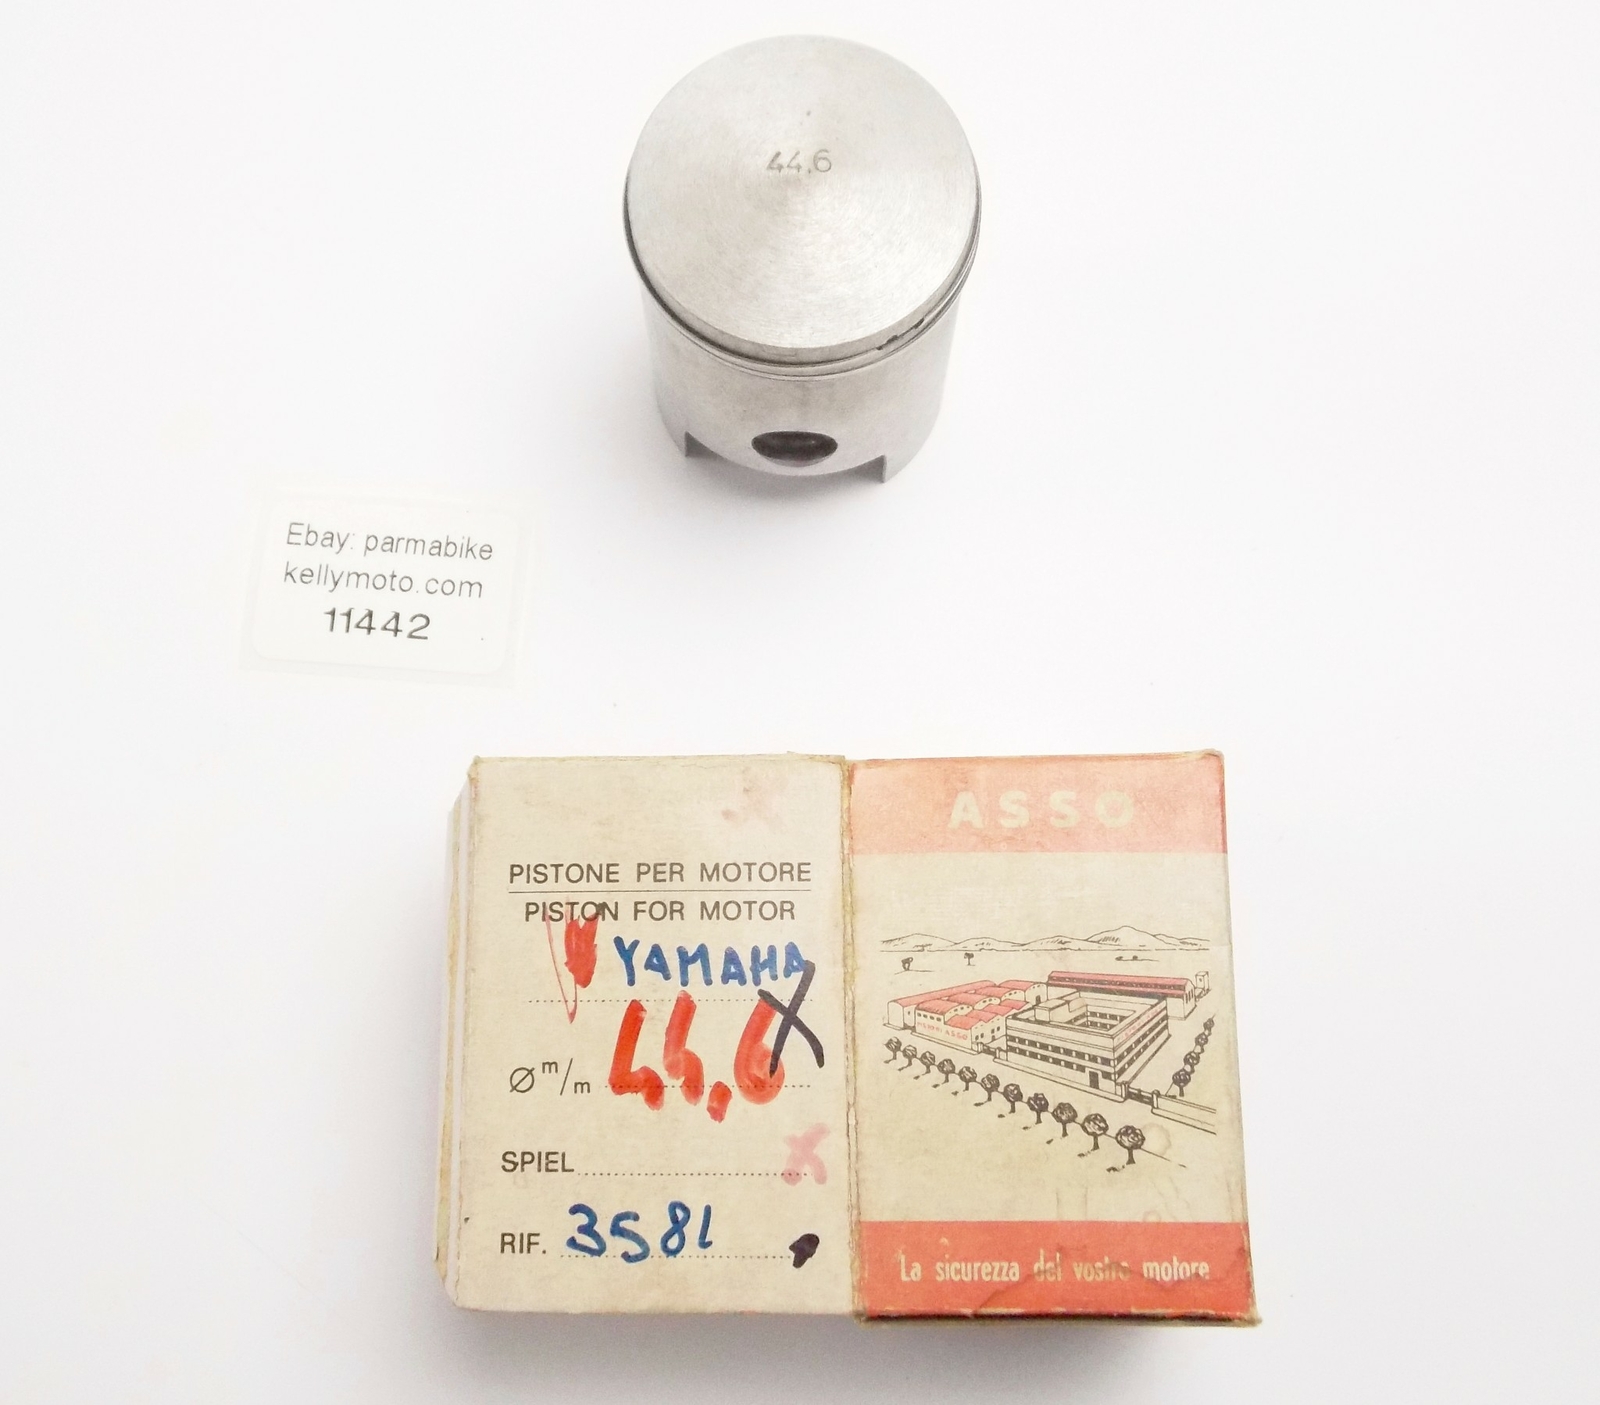 44.6
Ebay: parmabike
kellymoto.com
11442
PISTONE PER MOTORE
PISTON FOR MOTOR
YAMAHA
Ø m/m 44,6
SPIEL
RIF. 3581
ASSO
La sicurezza del vostro motore